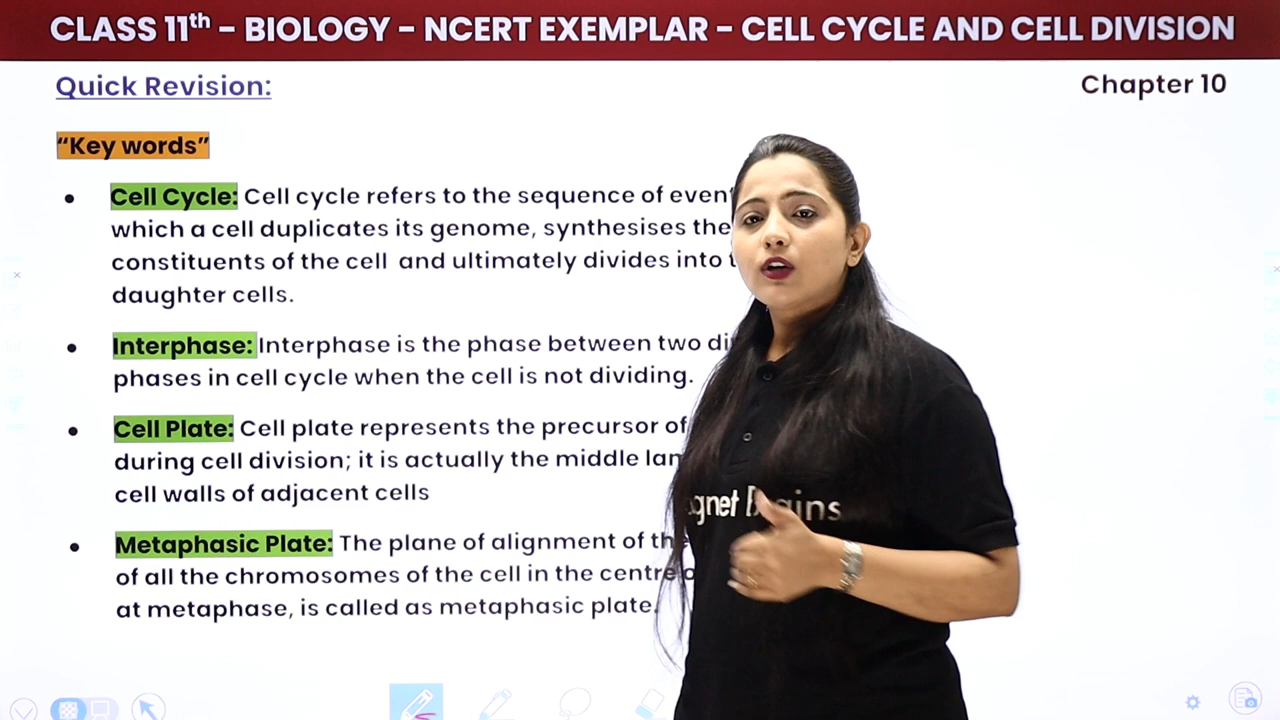 CLASS 11th - BIOLOGY - NCERT EXEMPLAR - CELL CYCLE AND CELL DIVISION
Quick Revision:
Chapter 10
“Key words”
• Cell Cycle: Cell cycle refers to the sequence of
which a cell duplicates its genome, synthesises the
constituents of the cell and ultimately divides into
daughter cells.
• Interphase: Interphase is the phase between two
phases in cell cycle when the cell is not dividing.
• Cell Plate: Cell plate represents the precursor of
during cell division; it is actually the middle
cell walls of adjacent cells
• Metaphasic Plate: The plane of alignment of
of all the chromosomes of the cell in the centre
at metaphase, is called as metaphasic plate.